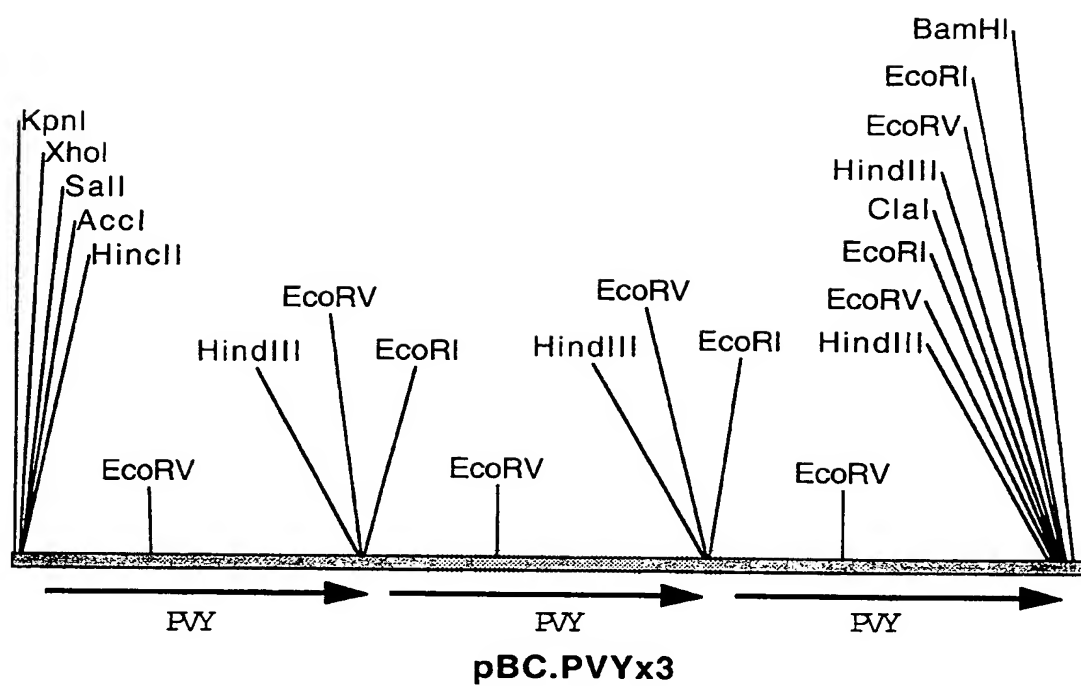 BamHI
EcoRI
KpnI
EcoRV
XhoI
HindIII
SalI
ClaI
AccI
EcoRI
HincII
EcoRV
EcoRV
EcoRV
HindIII
EcoRI
HindIII
EcoRI
HindIII
EcoRV
EcoRV
EcoRV
PVY
PVY
PVY
pBC.PVYx3